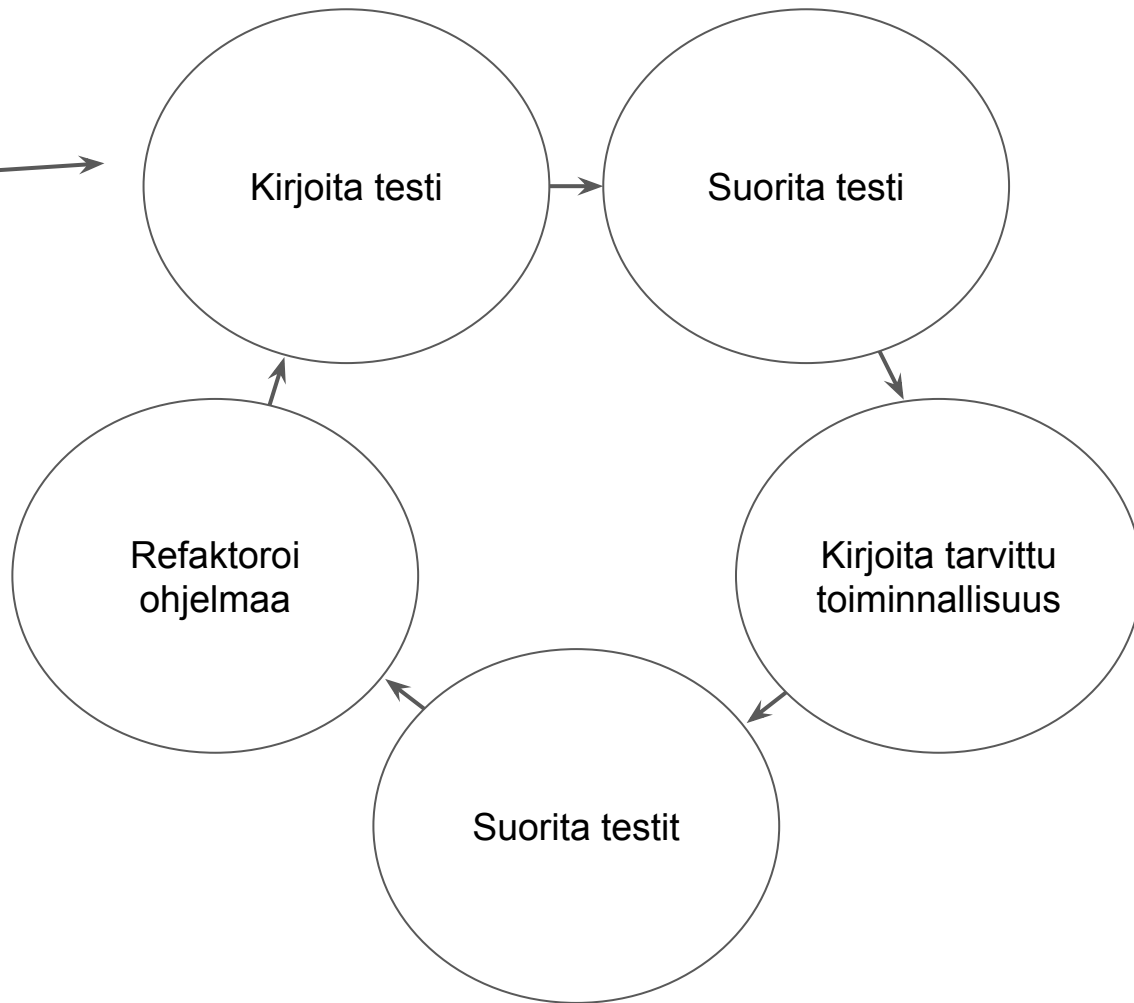 Kirjoita testi
Suorita testi
Kirjoita tarvittu
toiminnallisuus
Suorita testit
Refaktoroi
ohjelmaa